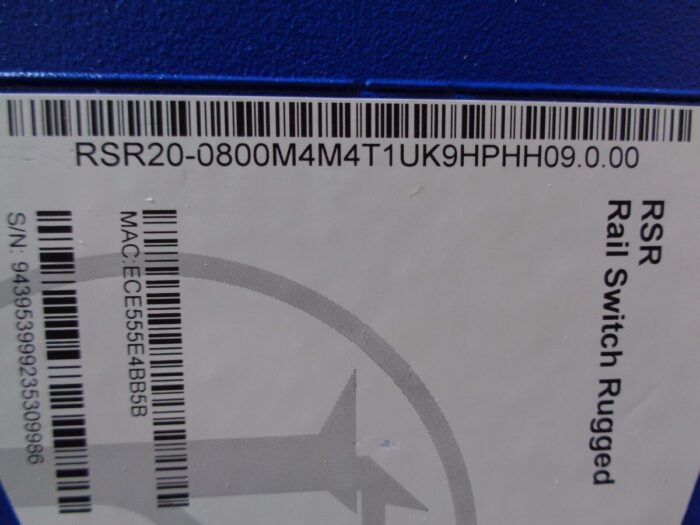 RSR20-0800M4M4T1UK9HPHH09.0.00
RSR
Rail Switch Rugged
MAC:ECE555E4BB5B
S/N: 943953999235309986